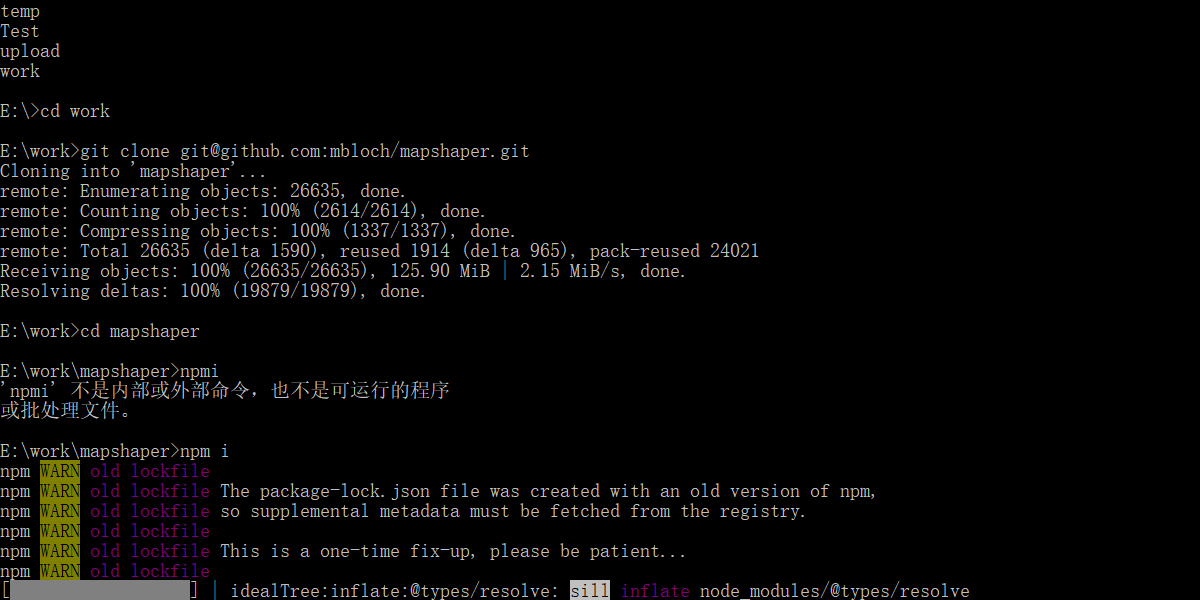 temp
Test
upload
work
E:\>cd work
E:\work>git clone git@github.com:mbloch/mapshaper.git
Cloning into 'mapshaper'...
remote: Enumerating objects: 26635, done.
remote: Counting objects: 100% (2614/2614), done.
remote: Compressing objects: 100% (1337/1337), done.
remote: Total 26635 (delta 1590), reused 1914 (delta 965), pack-reused 24021
Receiving objects: 100% (26635/26635), 125.90 MiB | 2.15 MiB/s, done.
Resolving deltas: 100% (19879/19879), done.
E:\work>cd mapshaper
E:\work\mapshaper>npmi
'npmi' 不是内部或外部命令，也不是可运行的程序
或批处理文件。
E:\work\mapshaper>npm i
npm WARN old lockfile
npm WARN old lockfile The package-lock.json file was created with an old version of npm,
npm WARN old lockfile so supplemental metadata must be fetched from the registry.
npm WARN old lockfile
npm WARN old lockfile This is a one-time fix-up, please be patient...
npm WARN old lockfile
[                  ] | idealTree:inflate:@types/resolve: sill inflate node_modules/@types/resolve